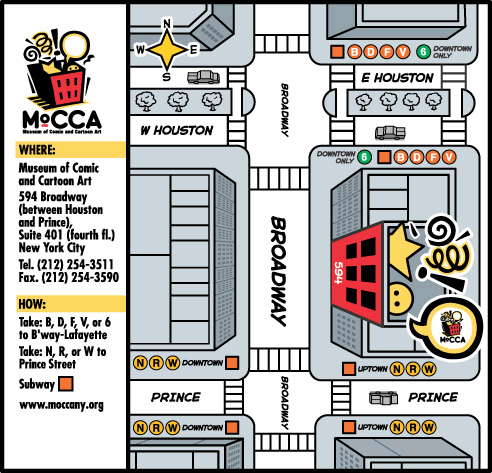 MoCCA
Museum of Comic and Cartoon Art
WHERE:
Museum of Comic
and Cartoon Art
594 Broadway
(between Houston
and Prince),
Suite 401 (fourth fl.)
New York City
Tel. (212) 254-3511
Fax. (212) 254-3590
HOW:
Take: B, D, F, V, or 6
to B'way-Lafayette
Take: N, R, or W to
Prince Street
Subway
www.moccany.org
N
W E
S
BROADWAY
B D F V 6 DOWNTOWN
ONLY
E HOUSTON
W HOUSTON
DOWNTOWN
ONLY 6 B D F V
BROADWAY
594
MoCCA
N R W DOWNTOWN
UPTOWN N R W
PRINCE
BROADWAY
PRINCE
N R W DOWNTOWN
UPTOWN N R W